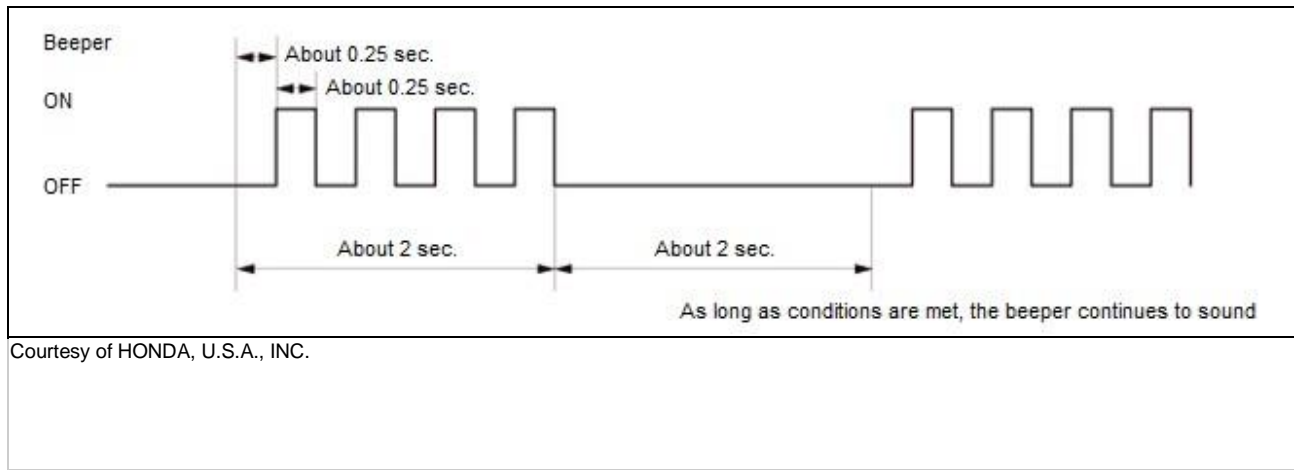 Beeper
About 0.25 sec.
About 0.25 sec.
ON
OFF
About 2 sec.
About 2 sec.
As long as conditions are met, the beeper continues to sound
Courtesy of HONDA, U.S.A., INC.